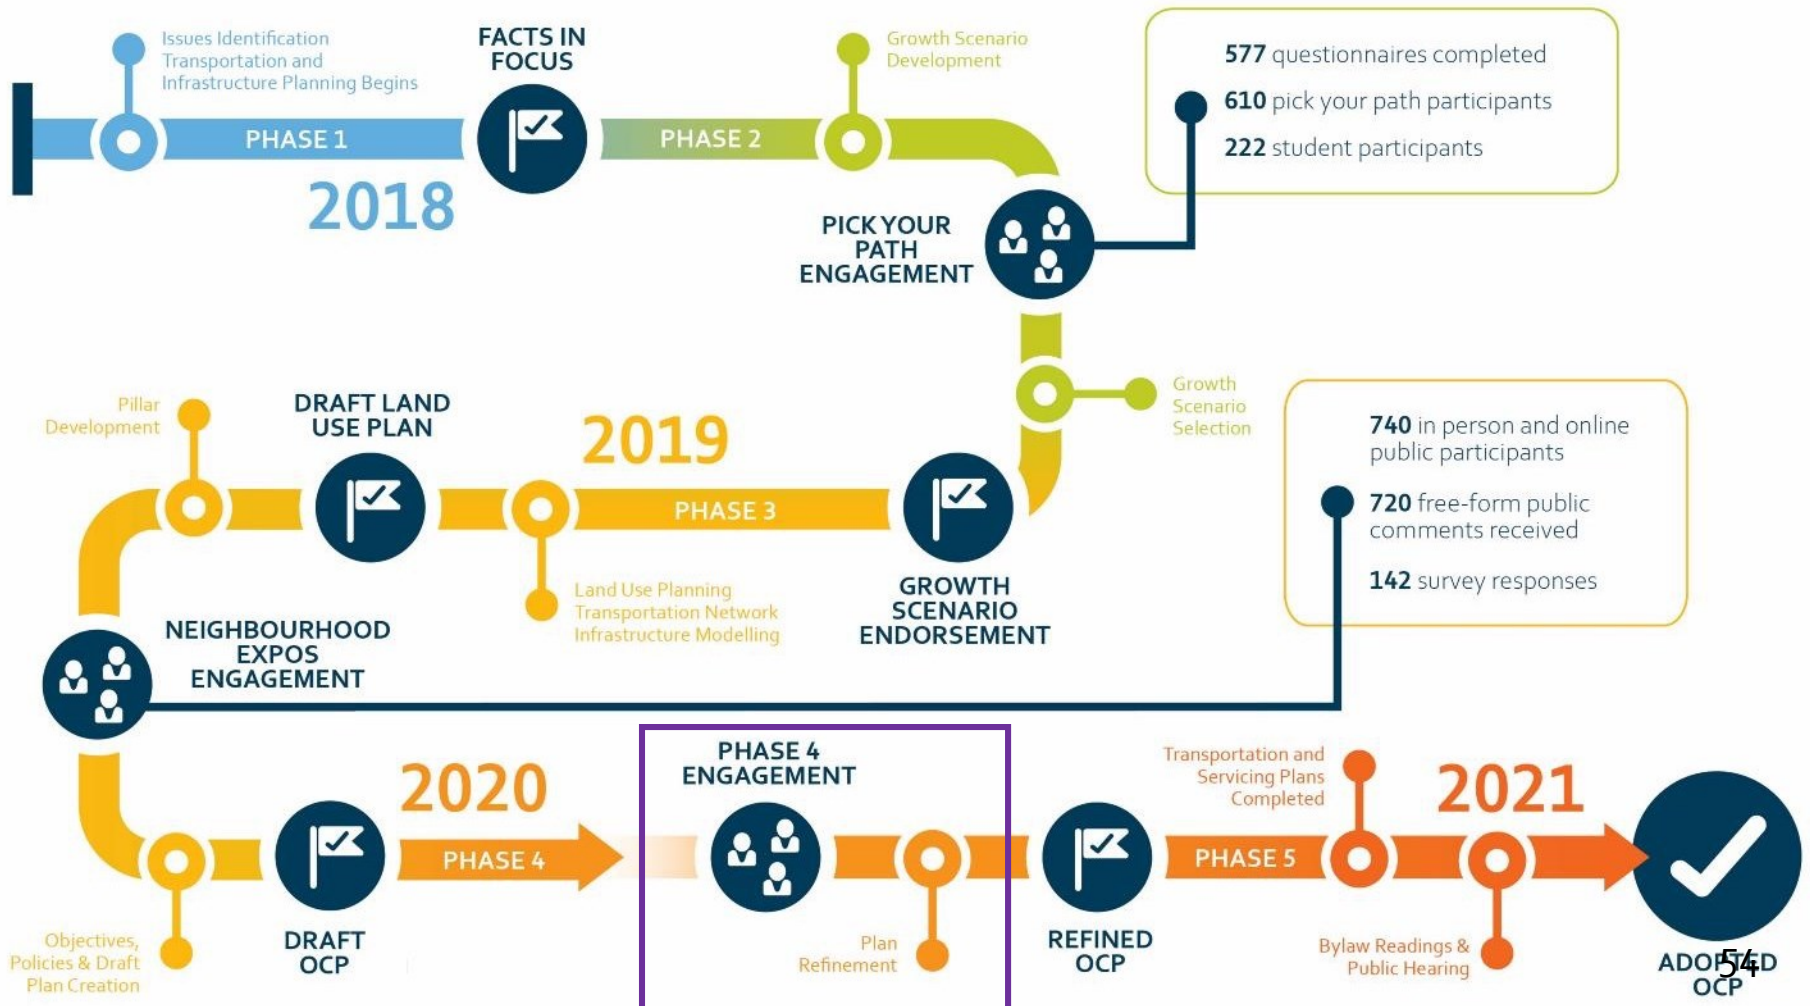 Issues Identification
Transportation and
Infrastructure Planning Begins
PHASE 1
2018
FACTS IN
FOCUS
PHASE 2
Growth Scenario
Development
PICK YOUR
PATH
ENGAGEMENT
577 questionnaires completed
610 pick your path participants
222 student participants
Growth
Scenario
Selection
GROWTH
SCENARIO
ENDORSEMENT
PHASE 3
2019
Land Use Planning
Transportation Network
Infrastructure Modelling
DRAFT LAND
USE PLAN
Pillar
Development
NEIGHBOURHOOD
EXPOS
ENGAGEMENT
740 in person and online
public participants
720 free-form public
comments received
142 survey responses
Objectives,
Policies & Draft
Plan Creation
DRAFT
OCP
2020
PHASE 4
PHASE 4
ENGAGEMENT
Plan
Refinement
REFINED
OCP
PHASE 5
Transportation and
Servicing Plans
Completed
2021
Bylaw Readings &
Public Hearing
ADOPTED
OCP
54